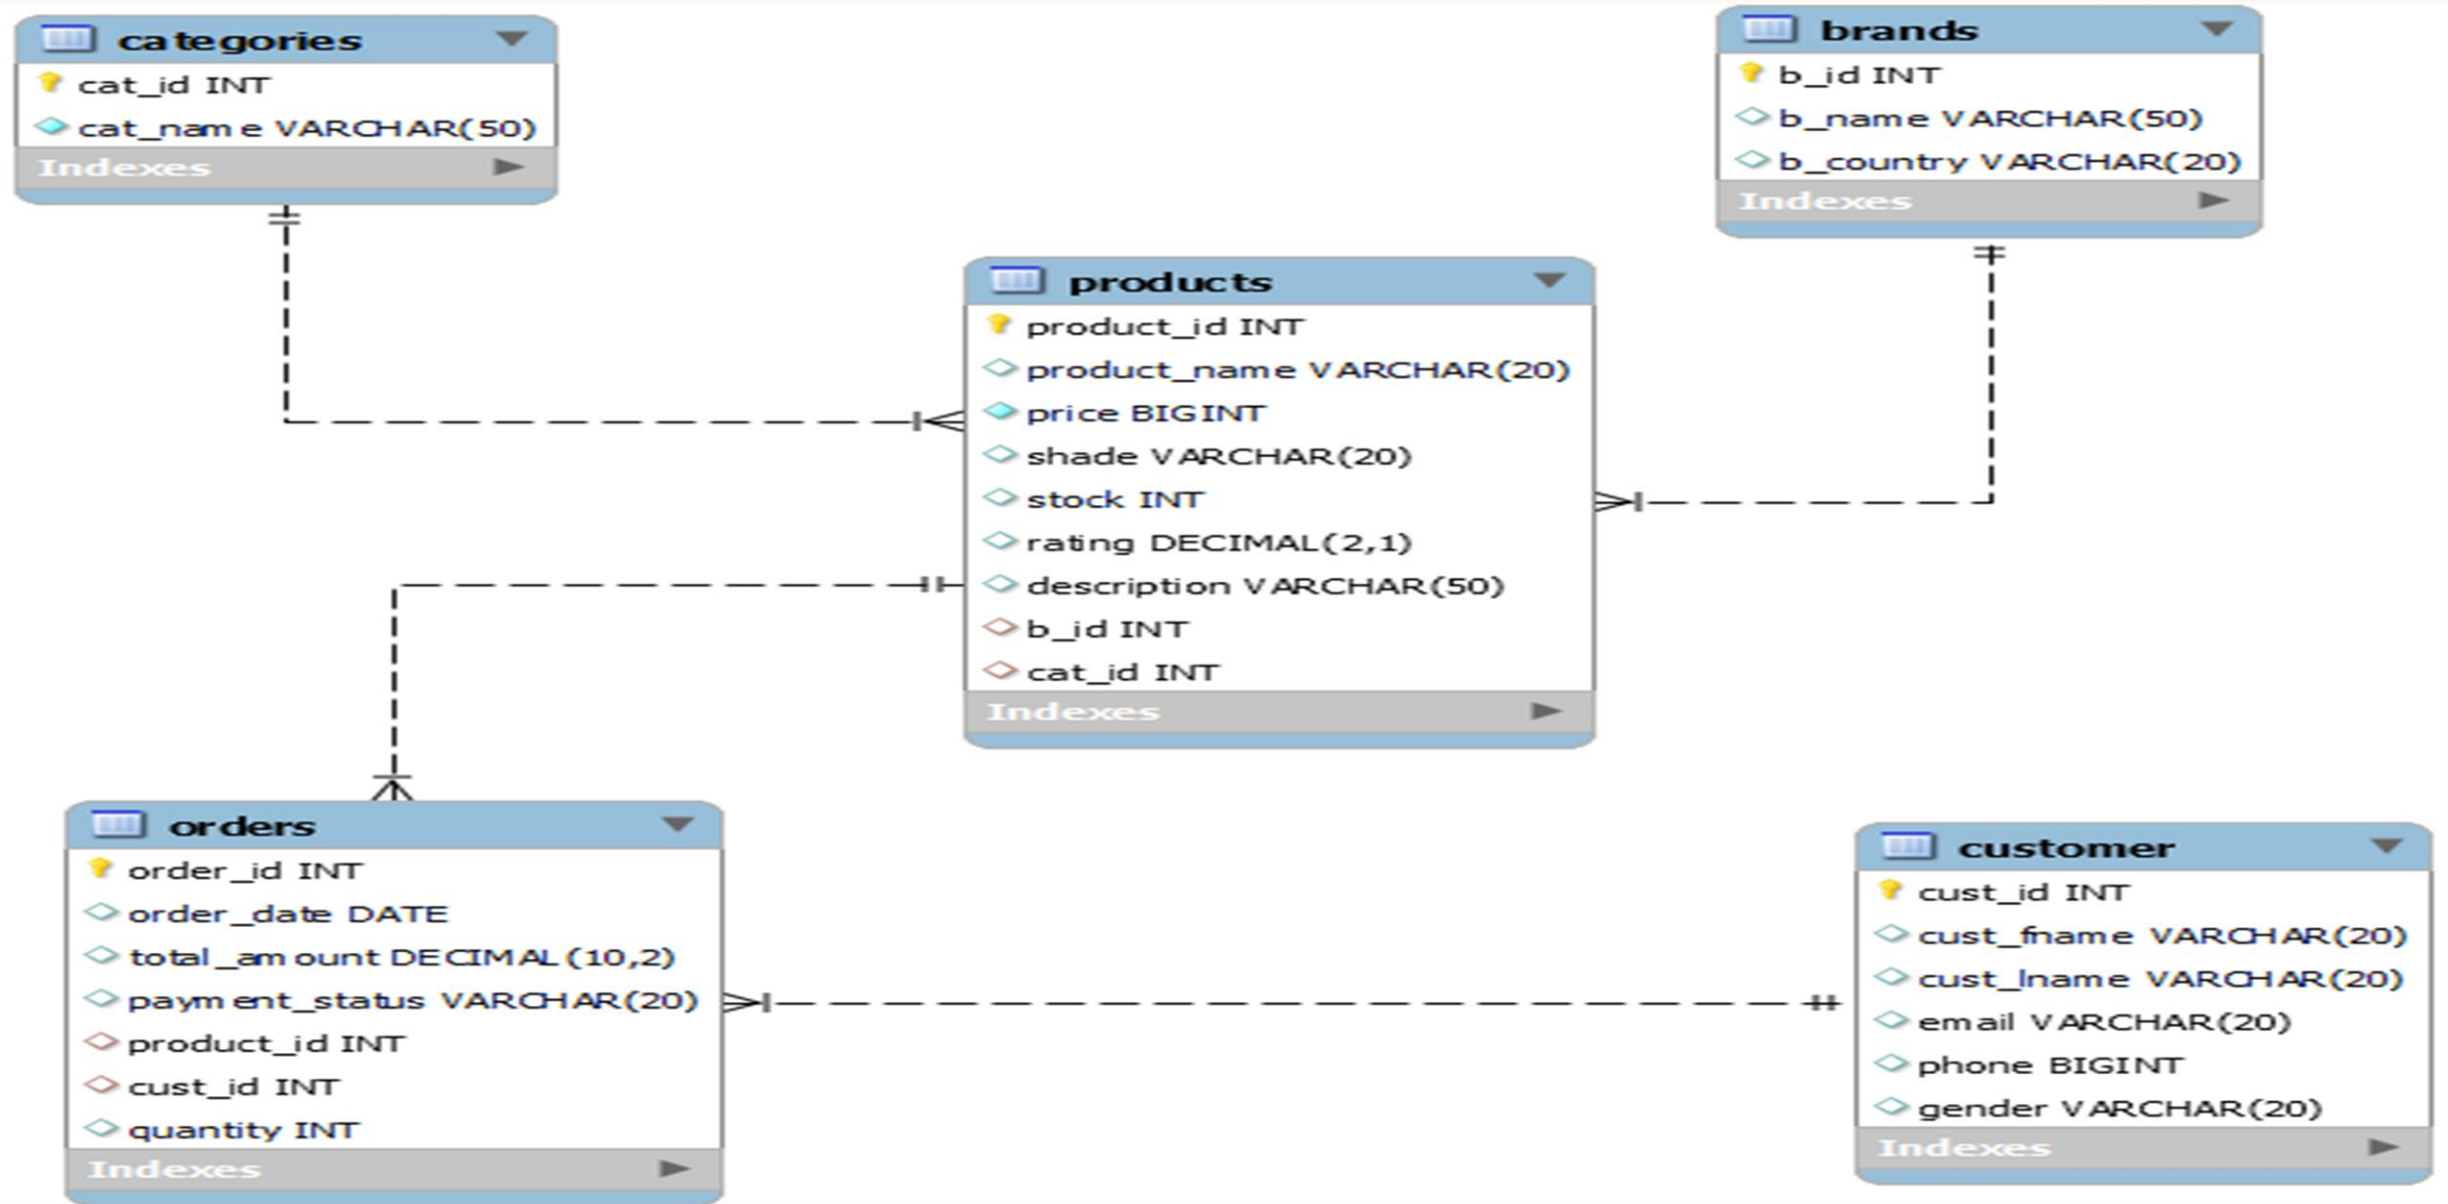 categories
cat_id INT
cat_name VARCHAR(50)
Indexes
brands
b_id INT
b_name VARCHAR(50)
b_country VARCHAR(20)
Indexes
products
product_id INT
product_name VARCHAR(20)
price BIGINT
shade VARCHAR(20)
stock INT
rating DECIMAL(2,1)
description VARCHAR(50)
b_id INT
cat_id INT
Indexes
orders
order_id INT
order_date DATE
total_amount DECIMAL(10,2)
payment_status VARCHAR(20)
product_id INT
cust_id INT
quantity INT
Indexes
customer
cust_id INT
cust_fname VARCHAR(20)
cust_lname VARCHAR(20)
email VARCHAR(20)
phone BIGINT
gender VARCHAR(20)
Indexes